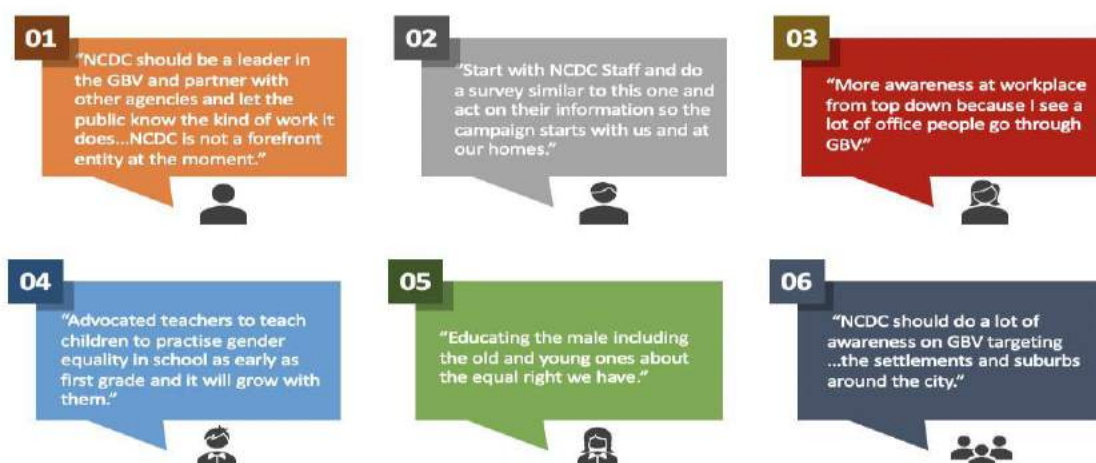 01
"NCDC should be a leader
in the GBV and partner with
other agencies and let the
public know the kind of work it
does...NCDC is not a forefront
entity at the moment."
02
"Start with NCDC Staff and do
a survey similar to this one and
act on their information so the
campaign starts with us and at
our homes."
03
"More awareness at workplace
from top down because I see a
lot of office people go through
GBV."
04
"Advocated teachers to teach
children to practise gender
equality in school as early as
first grade and it will grow with
them."
05
"Educating the male including
the old and young ones about
the equal right we have."
06
"NCDC should do a lot of
awareness on GBV targeting
...the settlements and suburbs
around the city."